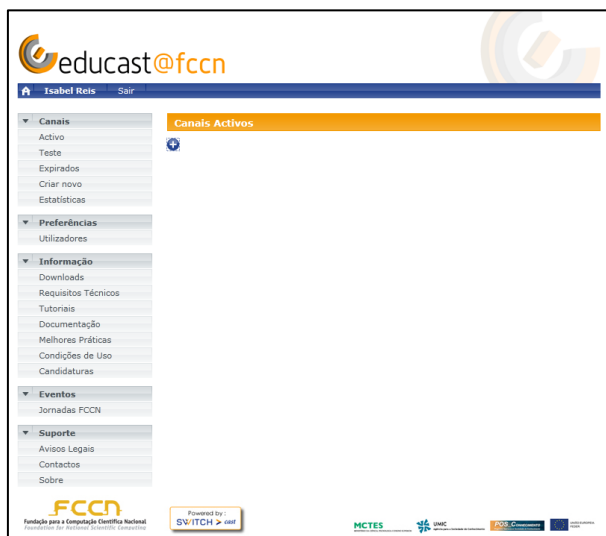 educast@fccn
Isabel Reis Sair
Canais
Activo
Teste
Expirados
Criar novo
Estatísticas
Preferências
Utilizadores
Informação
Downloads
Requisitos Técnicos
Tutoriais
Documentação
Melhores Práticas
Condições de Uso
Candidaturas
Eventos
Jornadas FCCN
Suporte
Avisos Legais
Contactos
Sobre
Canais Activos
FCCN
Fundação para a Computação Científica Nacional
Foundation for National Scientific Computing
Powered by :
SWITCH > cast
MCTES
UMIC
POS_Conhecimento